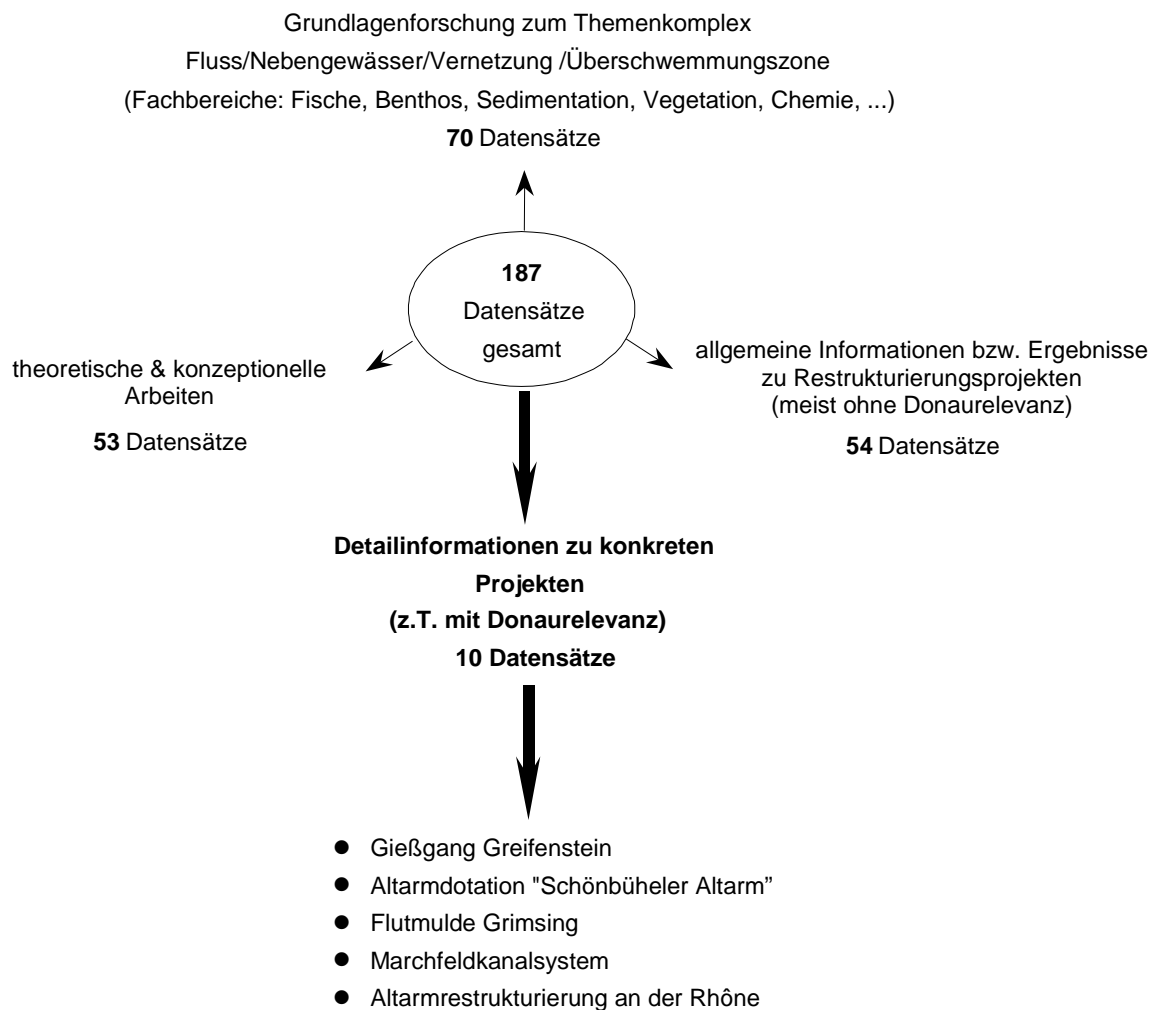 Grundlagenforschung zum Themenkomplex
Fluss/Nebengewässer/Vernetzung /Überschwemmungszone
(Fachbereiche: Fische, Benthos, Sedimentation, Vegetation, Chemie, ...)
70 Datensätze
187
Datensätze
gesamt
theoretische & konzeptionelle
Arbeiten
53 Datensätze
allgemeine Informationen bzw. Ergebnisse
zu Restrukturierungsprojekten
(meist ohne Donaurelevanz)
54 Datensätze
Detailinformationen zu konkreten
Projekten
(z.T. mit Donaurelevanz)
10 Datensätze
● Gießgang Greifenstein
● Altarmdotation "Schönbüheler Altarm”
● Flutmulde Grimsing
● Marchfeldkanalsystem
● Altarmrestrukturierung an der Rhône